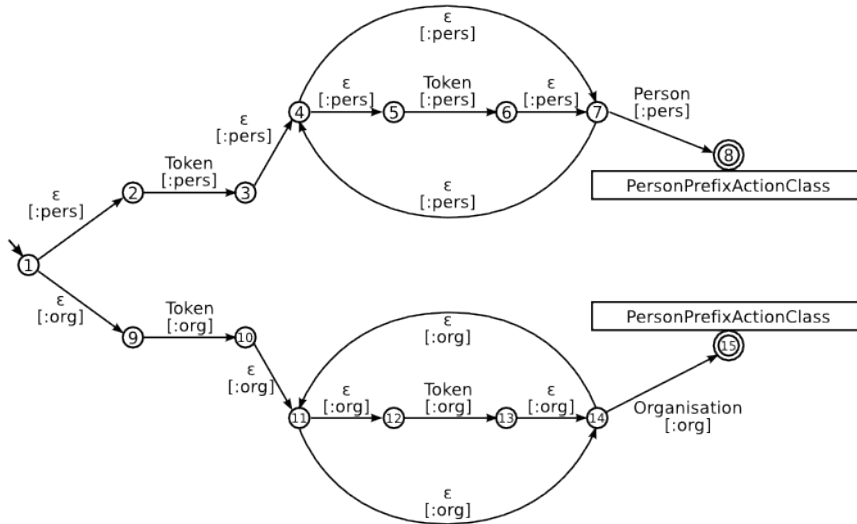 ε
[:pers]
ε
[:pers]
Token
[:pers]
ε
[:pers]
4
5
6
7
Person
[:pers]
ε
[:pers]
8
PersonPrefixActionClass
Token
[:pers]
ε
[:pers]
2
3
ε
[:pers]
1
ε
[:org]
Token
[:org]
9
10
ε
[:org]
ε
[:org]
PersonPrefixActionClass
15
ε
[:org]
Token
[:org]
ε
[:org]
11
12
13
14
Organisation
[:org]
ε
[:org]